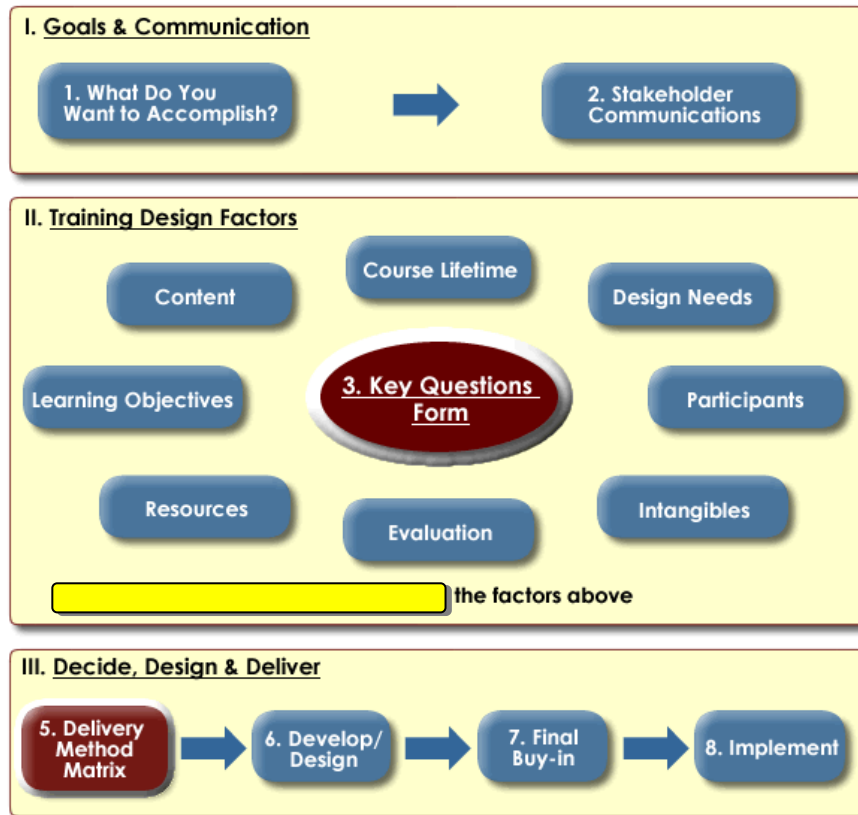 I. Goals & Communication
1. What Do You
Want to Accomplish?
2. Stakeholder
Communications
II. Training Design Factors
Course Lifetime
Content
Design Needs
3. Key Questions
Form
Learning Objectives
Participants
Resources
Intangibles
Evaluation
the factors above
III. Decide, Design & Deliver
5. Delivery
Method
Matrix
6. Develop/
Design
7. Final
Buy-in
8. Implement